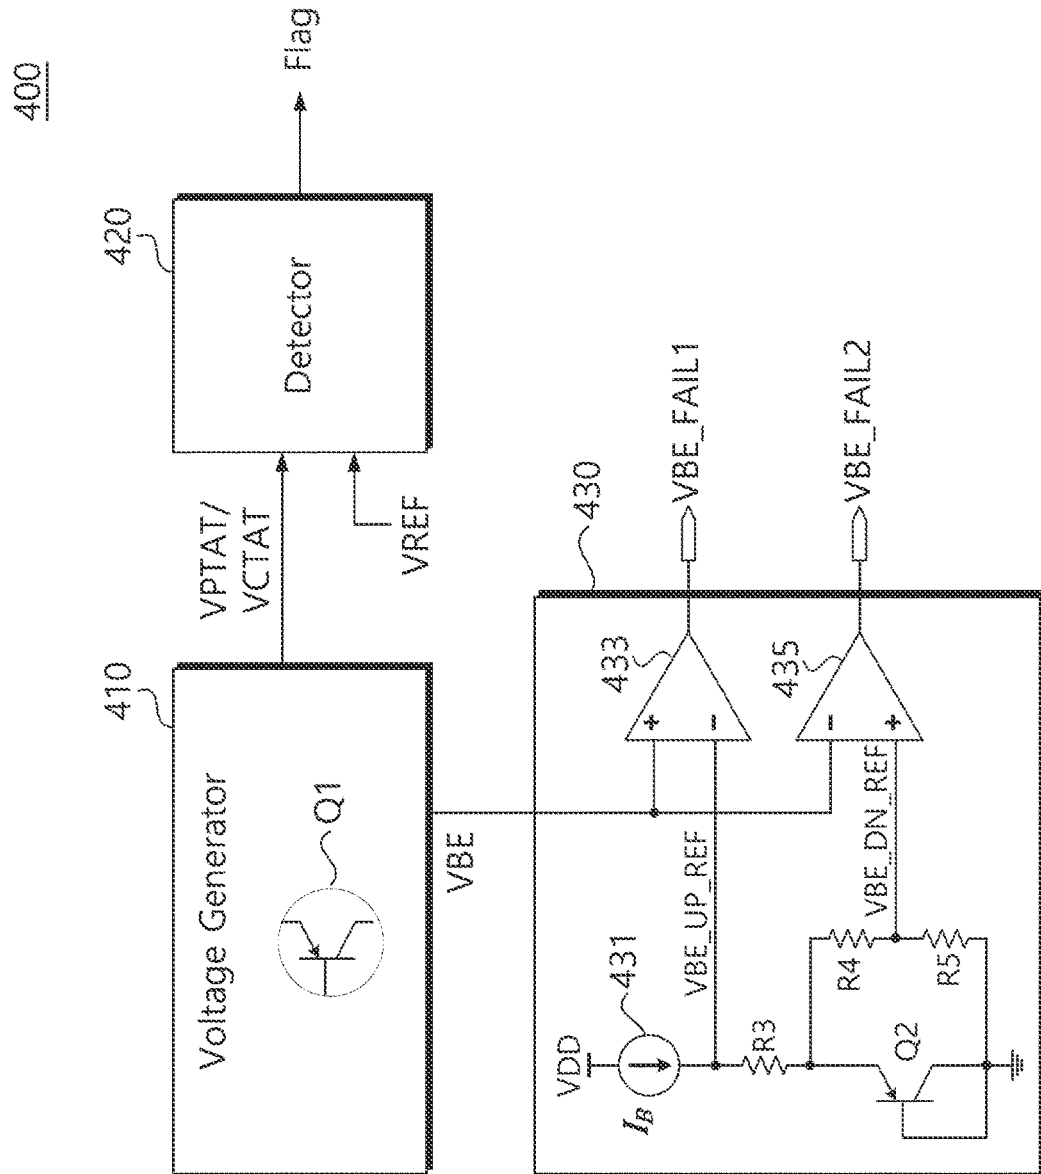 400
410
Voltage Generator
Q1
VPTAT/
VCTAT
VREF
420
Detector
Flag
VBE
430
VDD
431
I_B
VBE_UP_REF
R3
R4
R5
Q2
VBE_DN_REF
+
-
433
-
+
435
VBE_FAIL1
VBE_FAIL2